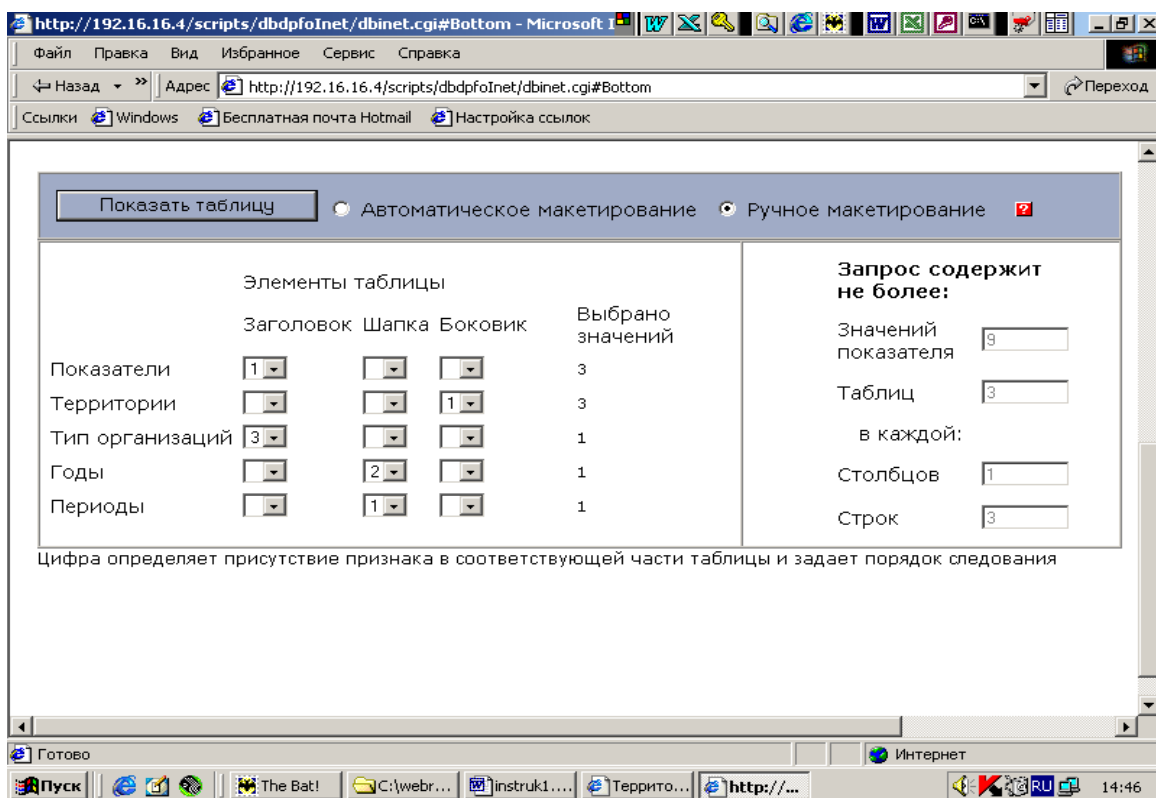 http://192.16.16.4/scripts/dbdpfoInet/dbinet.cgi#Bottom - Microsoft I
Файл Правка Вид Избранное Сервис Справка
Назад » Адрес http://192.16.16.4/scripts/dbdpfoInet/dbinet.cgi#Bottom Переход
Ссылки Windows Бесплатная почта Hotmail Настройка ссылок
Показать таблицу Автоматическое макетирование Ручное макетирование ?
Элементы таблицы
Заголовок Шапка Боковик Выбрано значений
Показатели 1 3
Территории 1 3
Тип организаций 3 1
Годы 2 1
Периоды 1 1
Запрос содержит
не более:
Значений показателя 9
Таблиц 3
в каждой:
Столбцов 1
Строк 3
Цифра определяет присутствие признака в соответствующей части таблицы и задает порядок следования
Готово Интернет
Пуск The Bat! C:\webr... instruk1.... Террито... http://... RU 14:46